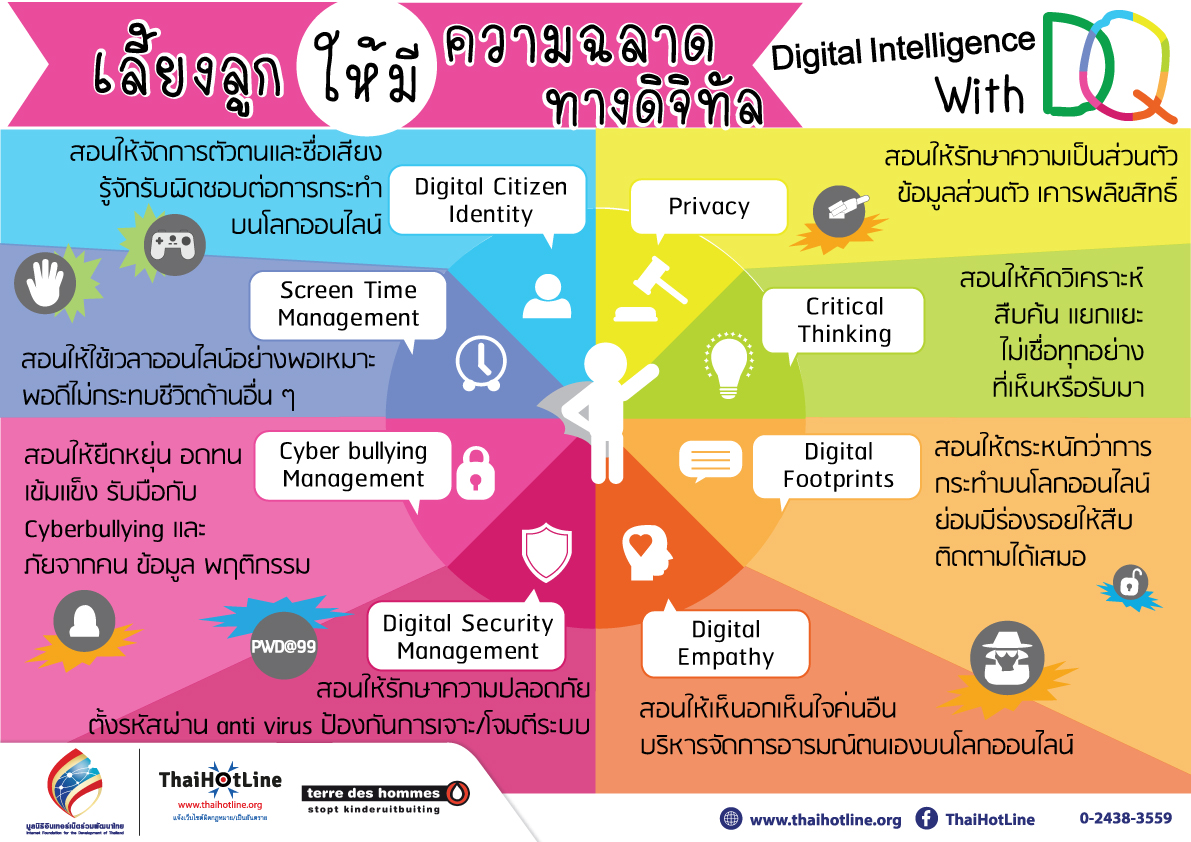 เลี้ยงลูก ให้มี ความฉลาด
ทางดิจิทัล
Digital Intelligence
With DQ
สอนให้จัดการตัวตนและชื่อเสียง
รู้จักรับผิดชอบต่อการกระทำ
บนโลกออนไลน์
Digital Citizen
Identity
Privacy
สอนให้รักษาความเป็นส่วนตัว
ข้อมูลส่วนตัว เคารพลิขสิทธิ์
Screen Time
Management
สอนให้ใช้เวลาออนไลน์อย่างพอเหมาะ
พอดีไม่กระทบชีวิตด้านอื่น ๆ
Critical
Thinking
สอนให้คิดวิเคราะห์
สืบค้น แยกแยะ
ไม่เชื่อทุกอย่าง
ที่เห็นหรือรับมา
สอนให้ยืดหยุ่น อดทน
เข้มแข็ง รับมือกับ
Cyberbullying และ
ภัยจากคน ข้อมูล พฤติกรรม
Cyber bullying
Management
Digital
Footprints
สอนให้ตระหนักว่าการ
กระทำบนโลกออนไลน์
ย่อมมีร่องรอยให้สืบ
ติดตามได้เสมอ
PWD@99
Digital Security
Management
สอนให้รักษาความปลอดภัย
ตั้งรหัสผ่าน anti virus ป้องกันการเจาะ/โจมตีระบบ
Digital
Empathy
สอนให้เห็นอกเห็นใจค่นอืน
บริหารจัดการอารมณ์ตนเองบนโลกออนไลน์
มูลนิธิอินเทอร์เน็ตร่วมพัฒนาไทย
Internet Foundation for the Development of Thailand
ThaiHotLine
www.thaihotline.org
แจ้งเว็บไซต์ผิดกฎหมาย/เป็นอันตราย
terre des hommes
stopt kinderuitbuiting
www.thaihotline.org
ThaiHotLine
0-2438-3559